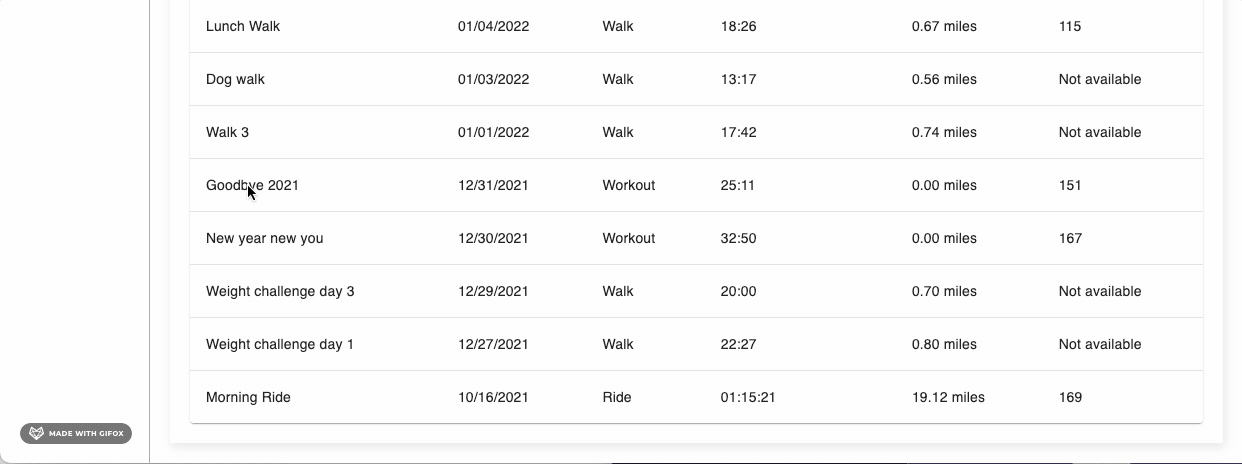 Lunch Walk 01/04/2022 Walk 18:26 0.67 miles 115
Dog walk 01/03/2022 Walk 13:17 0.56 miles Not available
Walk 3 01/01/2022 Walk 17:42 0.74 miles Not available
Goodbye 2021 12/31/2021 Workout 25:11 0.00 miles 151
New year new you 12/30/2021 Workout 32:50 0.00 miles 167
Weight challenge day 3 12/29/2021 Walk 20:00 0.70 miles Not available
Weight challenge day 1 12/27/2021 Walk 22:27 0.80 miles Not available
Morning Ride 10/16/2021 Ride 01:15:21 19.12 miles 169
MADE WITH GIFOX